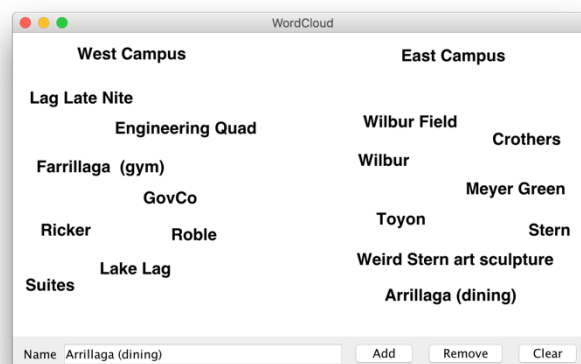 WordCloud
West Campus
East Campus
Lag Late Nite
Engineering Quad
Wilbur Field
Crothers
Farrillaga (gym)
Wilbur
GovCo
Meyer Green
Ricker
Roble
Toyon
Stern
Lake Lag
Suites
Weird Stern art sculpture
Arrillaga (dining)
Name Arrillaga (dining) Add Remove Clear